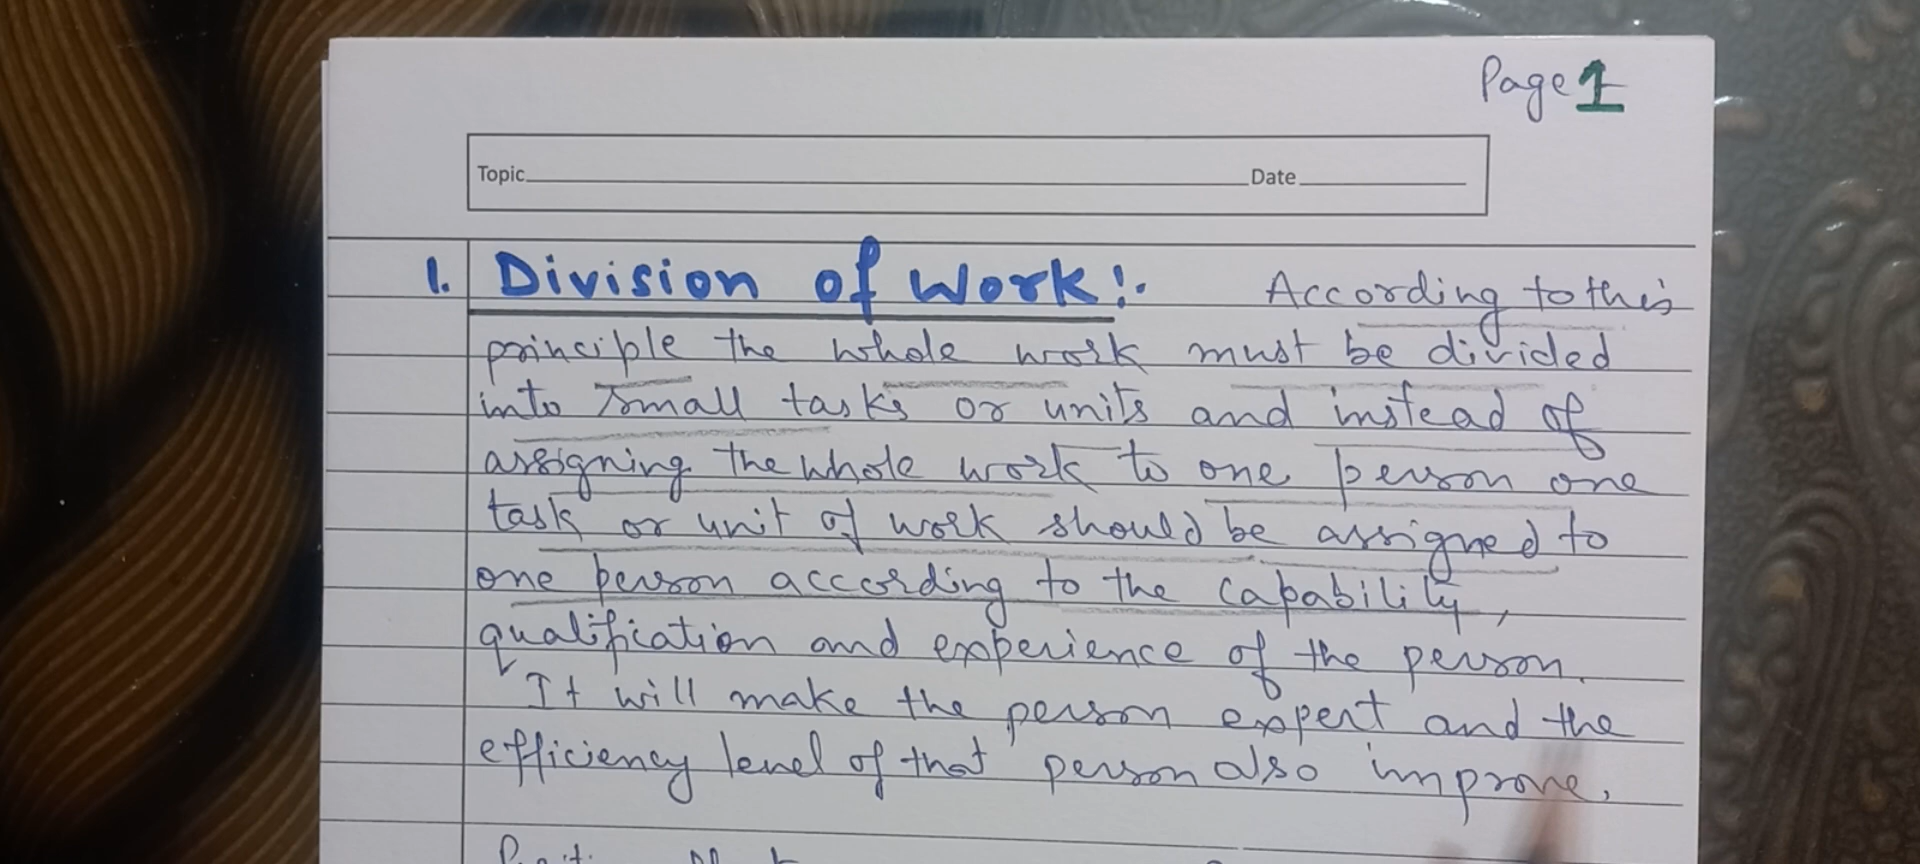 Page 1
Topic Date
1. Division of Work:-  According to this
principle the whole work must be divided
into small tasks or units and instead of
assigning the whole work to one person one
task or unit of work should be assigned to
one person according to the capability,
qualification and experience of the person.
It will make the person expert and the
efficiency level of that person also improve.